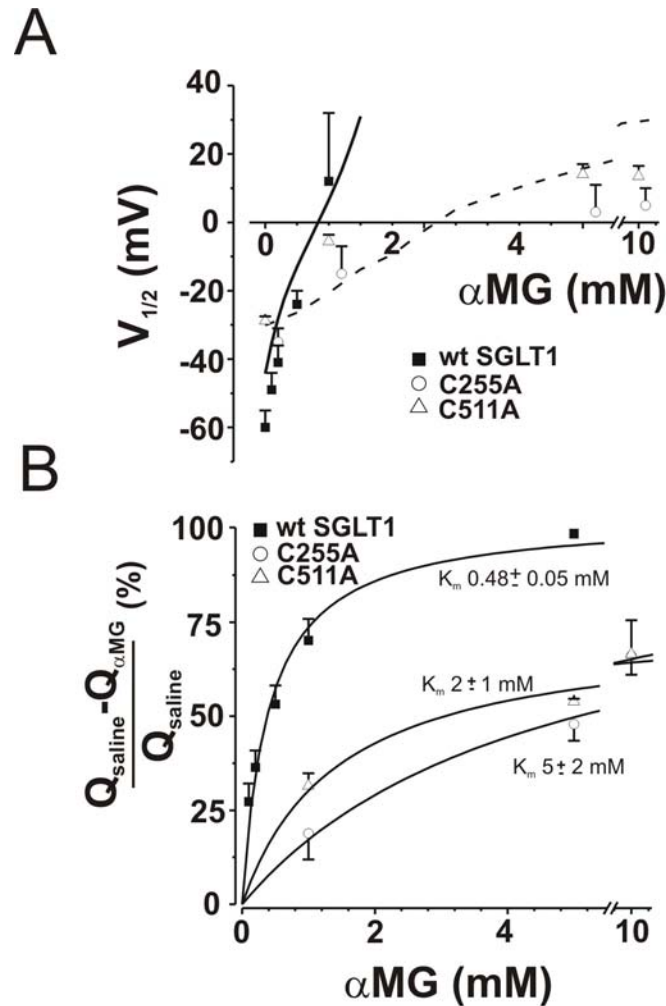 A
V1/2 (mV)
40
20
0
-20
-40
-60
0 2 4 10
αMG (mM)
wt SGLT1
C255A
C511A
B
Qsaline-QαMG (%)
Qsaline
100
75
50
25
0
wt SGLT1
C255A
C511A
Km 0.48± 0.05 mM
Km 2± 1 mM
Km 5± 2 mM
0 2 4 10
αMG (mM)